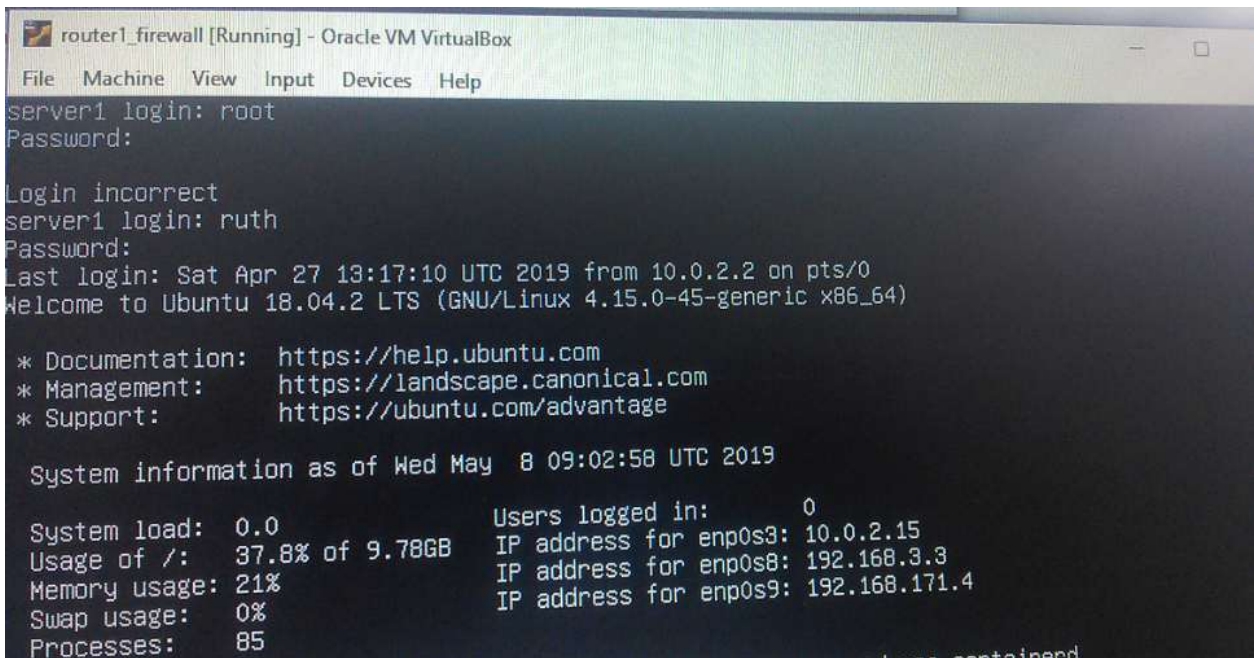 router1_firewall [Running] - Oracle VM VirtualBox
File Machine View Input Devices Help
server1 login: root
Password:
Login incorrect
server1 login: ruth
Password:
Last login: Sat Apr 27 13:17:10 UTC 2019 from 10.0.2.2 on pts/0
Welcome to Ubuntu 18.04.2 LTS (GNU/Linux 4.15.0-45-generic x86_64)
* Documentation: https://help.ubuntu.com
* Management: https://landscape.canonical.com
* Support: https://ubuntu.com/advantage
System information as of Wed May 8 09:02:58 UTC 2019
System load: 0.0 Users logged in: 0
Usage of /: 37.8% of 9.78GB IP address for enp0s3: 10.0.2.15
Memory usage: 21% IP address for enp0s8: 192.168.3.3
Swap usage: 0% IP address for enp0s9: 192.168.171.4
Processes: 85
containerd